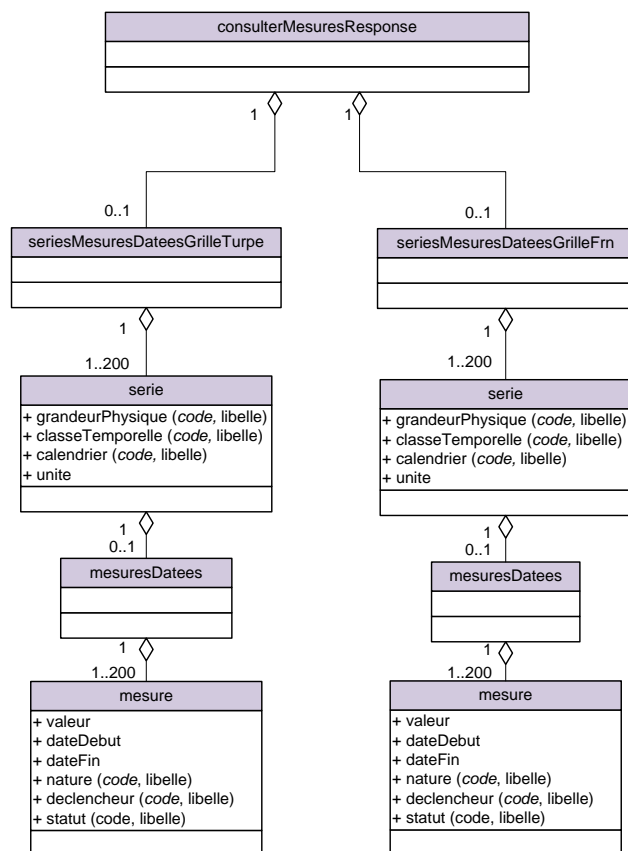 consulterMesuresResponse
1
1
0..1
0..1
seriesMesuresDateesGrilleTurpe
seriesMesuresDateesGrilleFrn
1
1
1..200
1..200
serie
+ grandeurPhysique (code, libelle)
+ classeTemporelle (code, libelle)
+ calendrier (code, libelle)
+ unite
serie
+ grandeurPhysique (code, libelle)
+ classeTemporelle (code, libelle)
+ calendrier (code, libelle)
+ unite
1
1
0..1
0..1
mesuresDatees
mesuresDatees
1
1
1..200
1..200
mesure
+ valeur
+ dateDebut
+ dateFin
+ nature (code, libelle)
+ declencheur (code, libelle)
+ statut (code, libelle)
mesure
+ valeur
+ dateDebut
+ dateFin
+ nature (code, libelle)
+ declencheur (code, libelle)
+ statut (code, libelle)